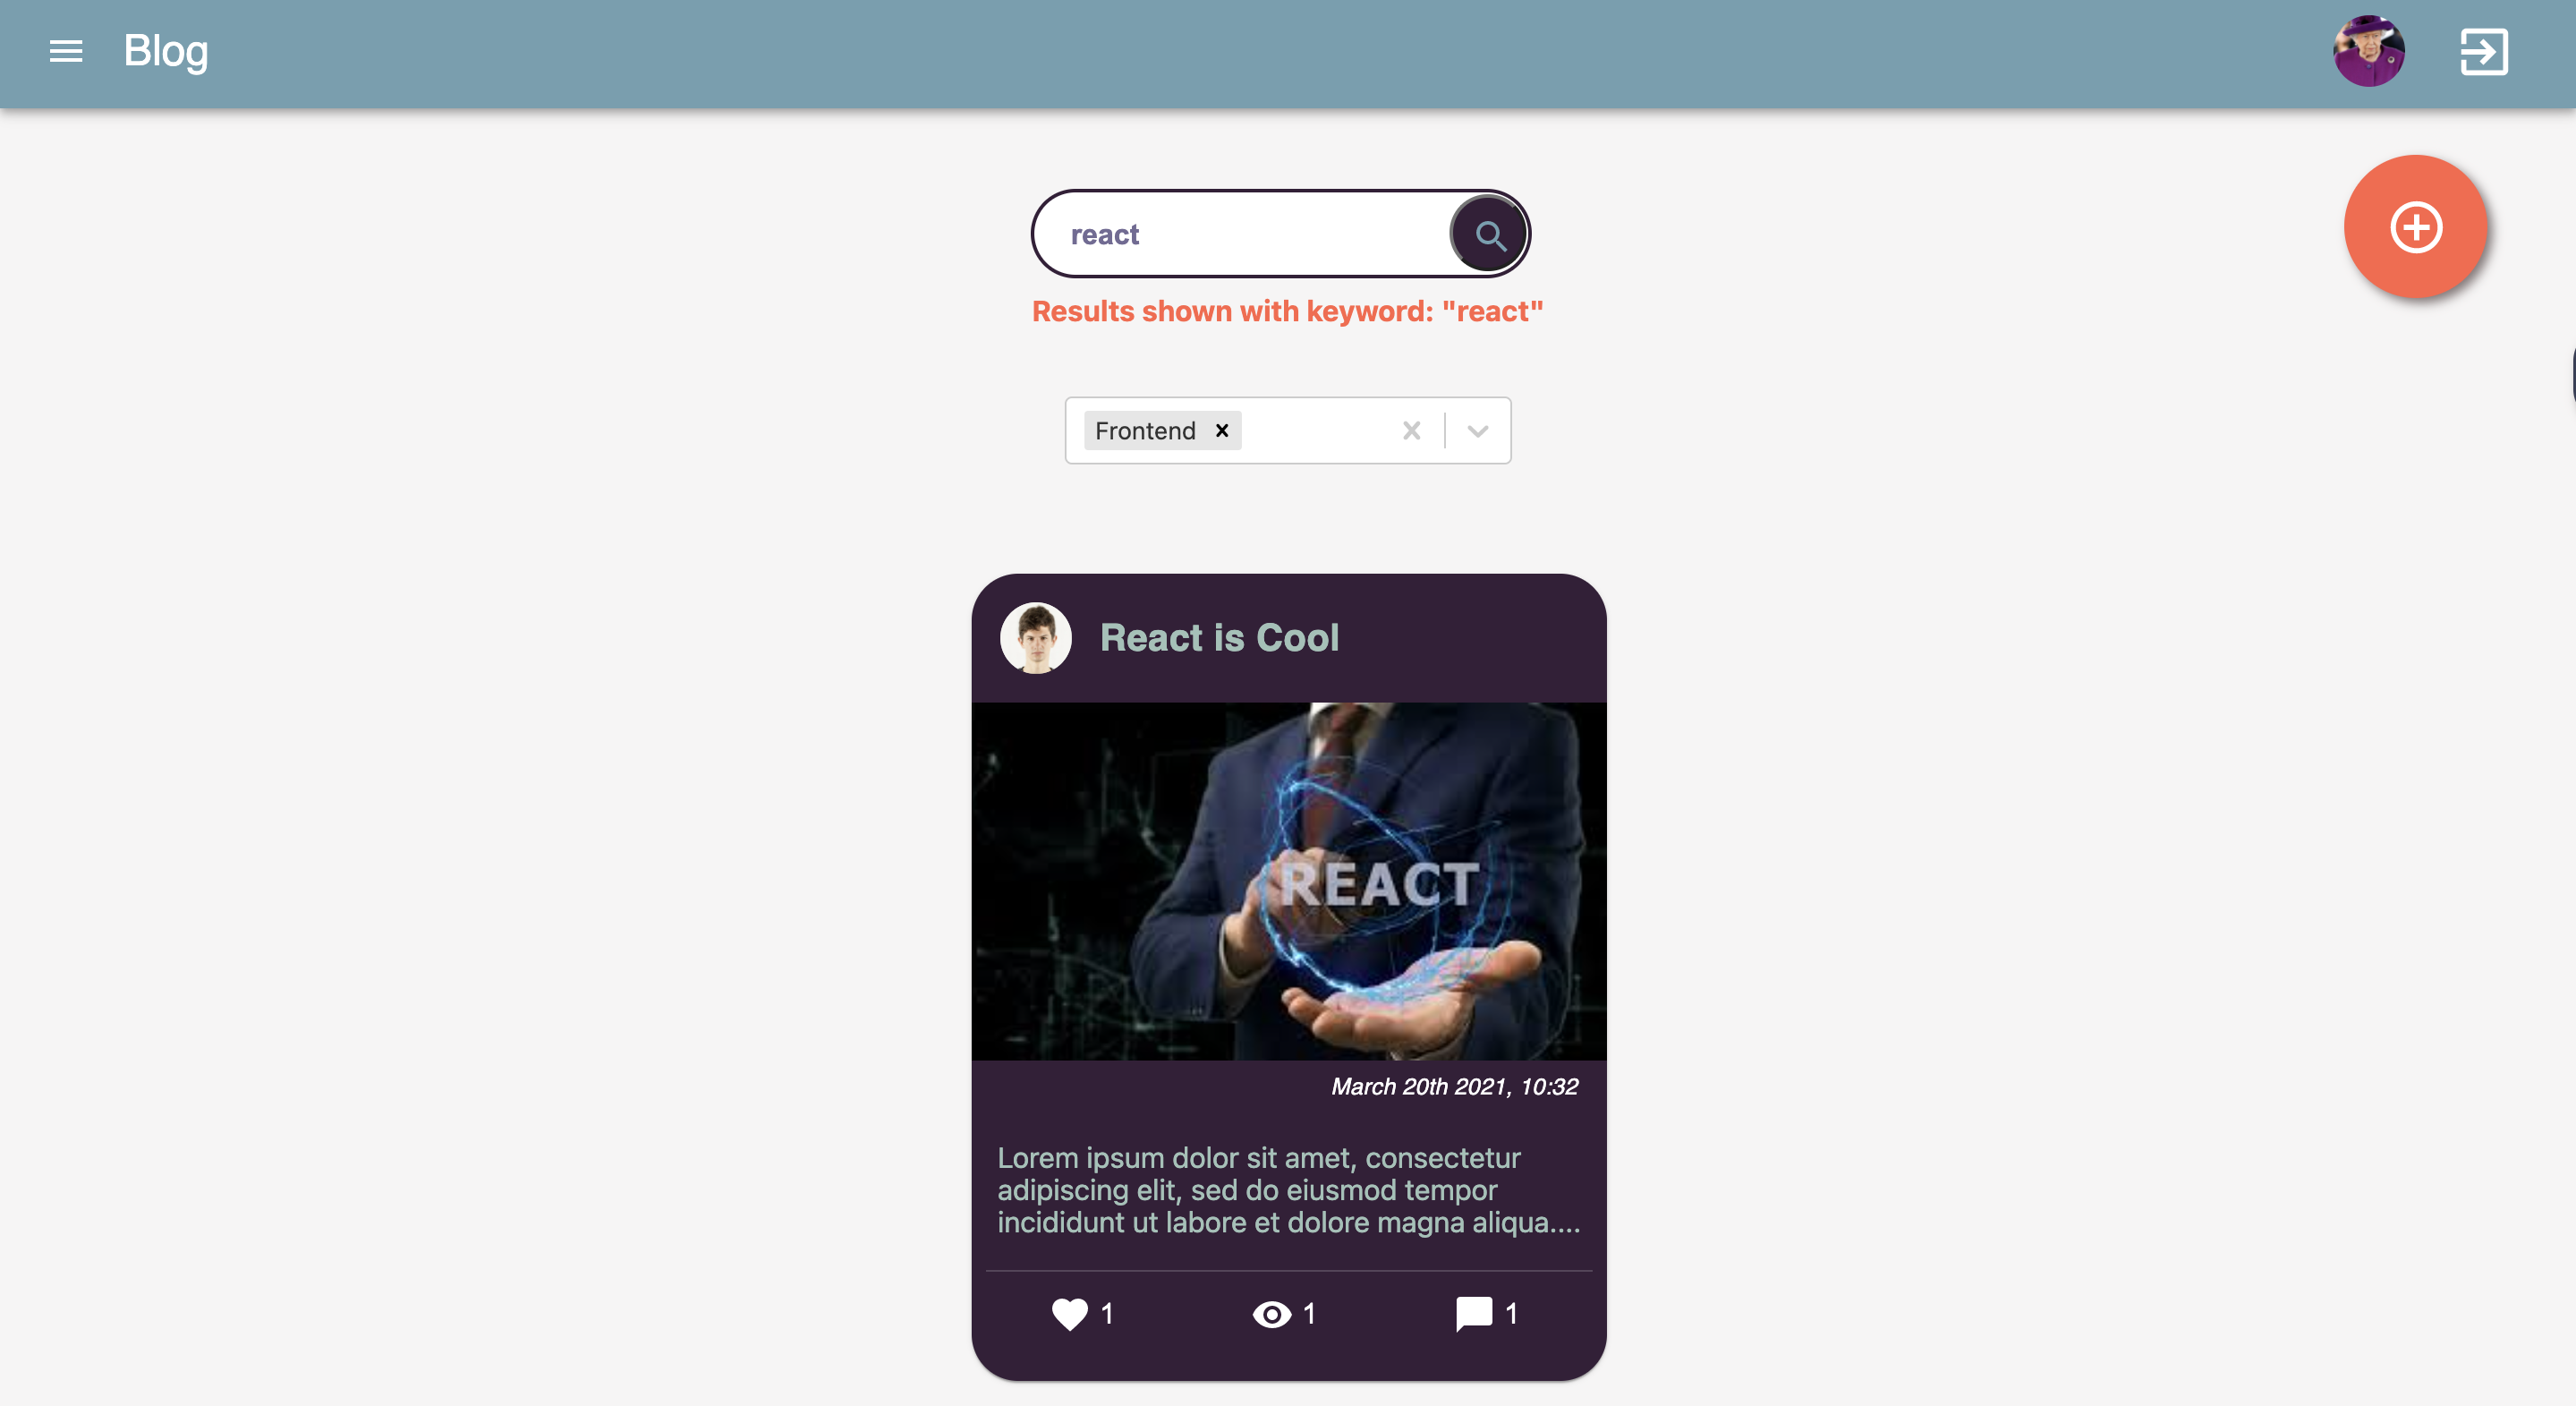 Blog
react
Results shown with keyword: "react"
Frontend
React is Cool
REACT
March 20th 2021, 10:32
Lorem ipsum dolor sit amet, consectetur
adipiscing elit, sed do eiusmod tempor
incididunt ut labore et dolore magna aliqua....
1 1 1